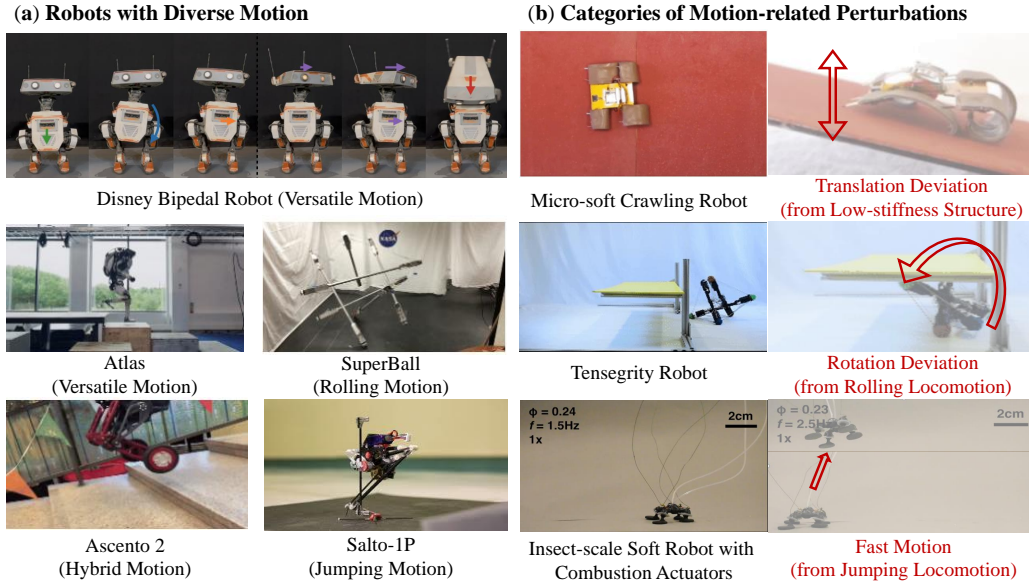 (a) Robots with Diverse Motion
Disney Bipedal Robot (Versatile Motion)
Atlas
(Versatile Motion)
NASA
SuperBall
(Rolling Motion)
Ascento 2
(Hybrid Motion)
Salto-1P
(Jumping Motion)
(b) Categories of Motion-related Perturbations
Micro-soft Crawling Robot
Translation Deviation
(from Low-stiffness Structure)
Tensegrity Robot
Rotation Deviation
(from Rolling Locomotion)
ϕ = 0.24
f = 1.5Hz
1x
2cm
ϕ = 0.23
f = 2.5Hz
1x
2cm
Insect-scale Soft Robot with
Combustion Actuators
Fast Motion
(from Jumping Locomotion)